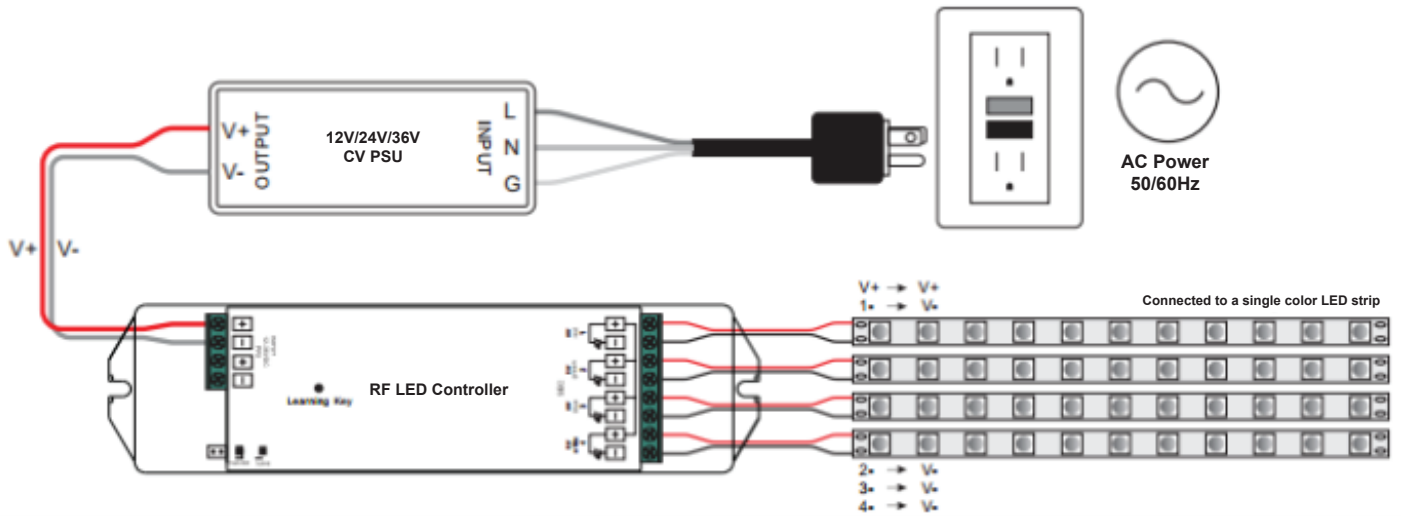 V+
V-
OUTPUT
12V/24V/36V
CV PSU
INPUT
L
N
G
AC Power
50/60Hz
V+
V-
V+ → V+
1- → V-
Connected to a single color LED strip
+
-
+
-
Learning Key
RF LED Controller
+
-
+
-
+
-
+
-
2- → V-
3- → V-
4- → V-